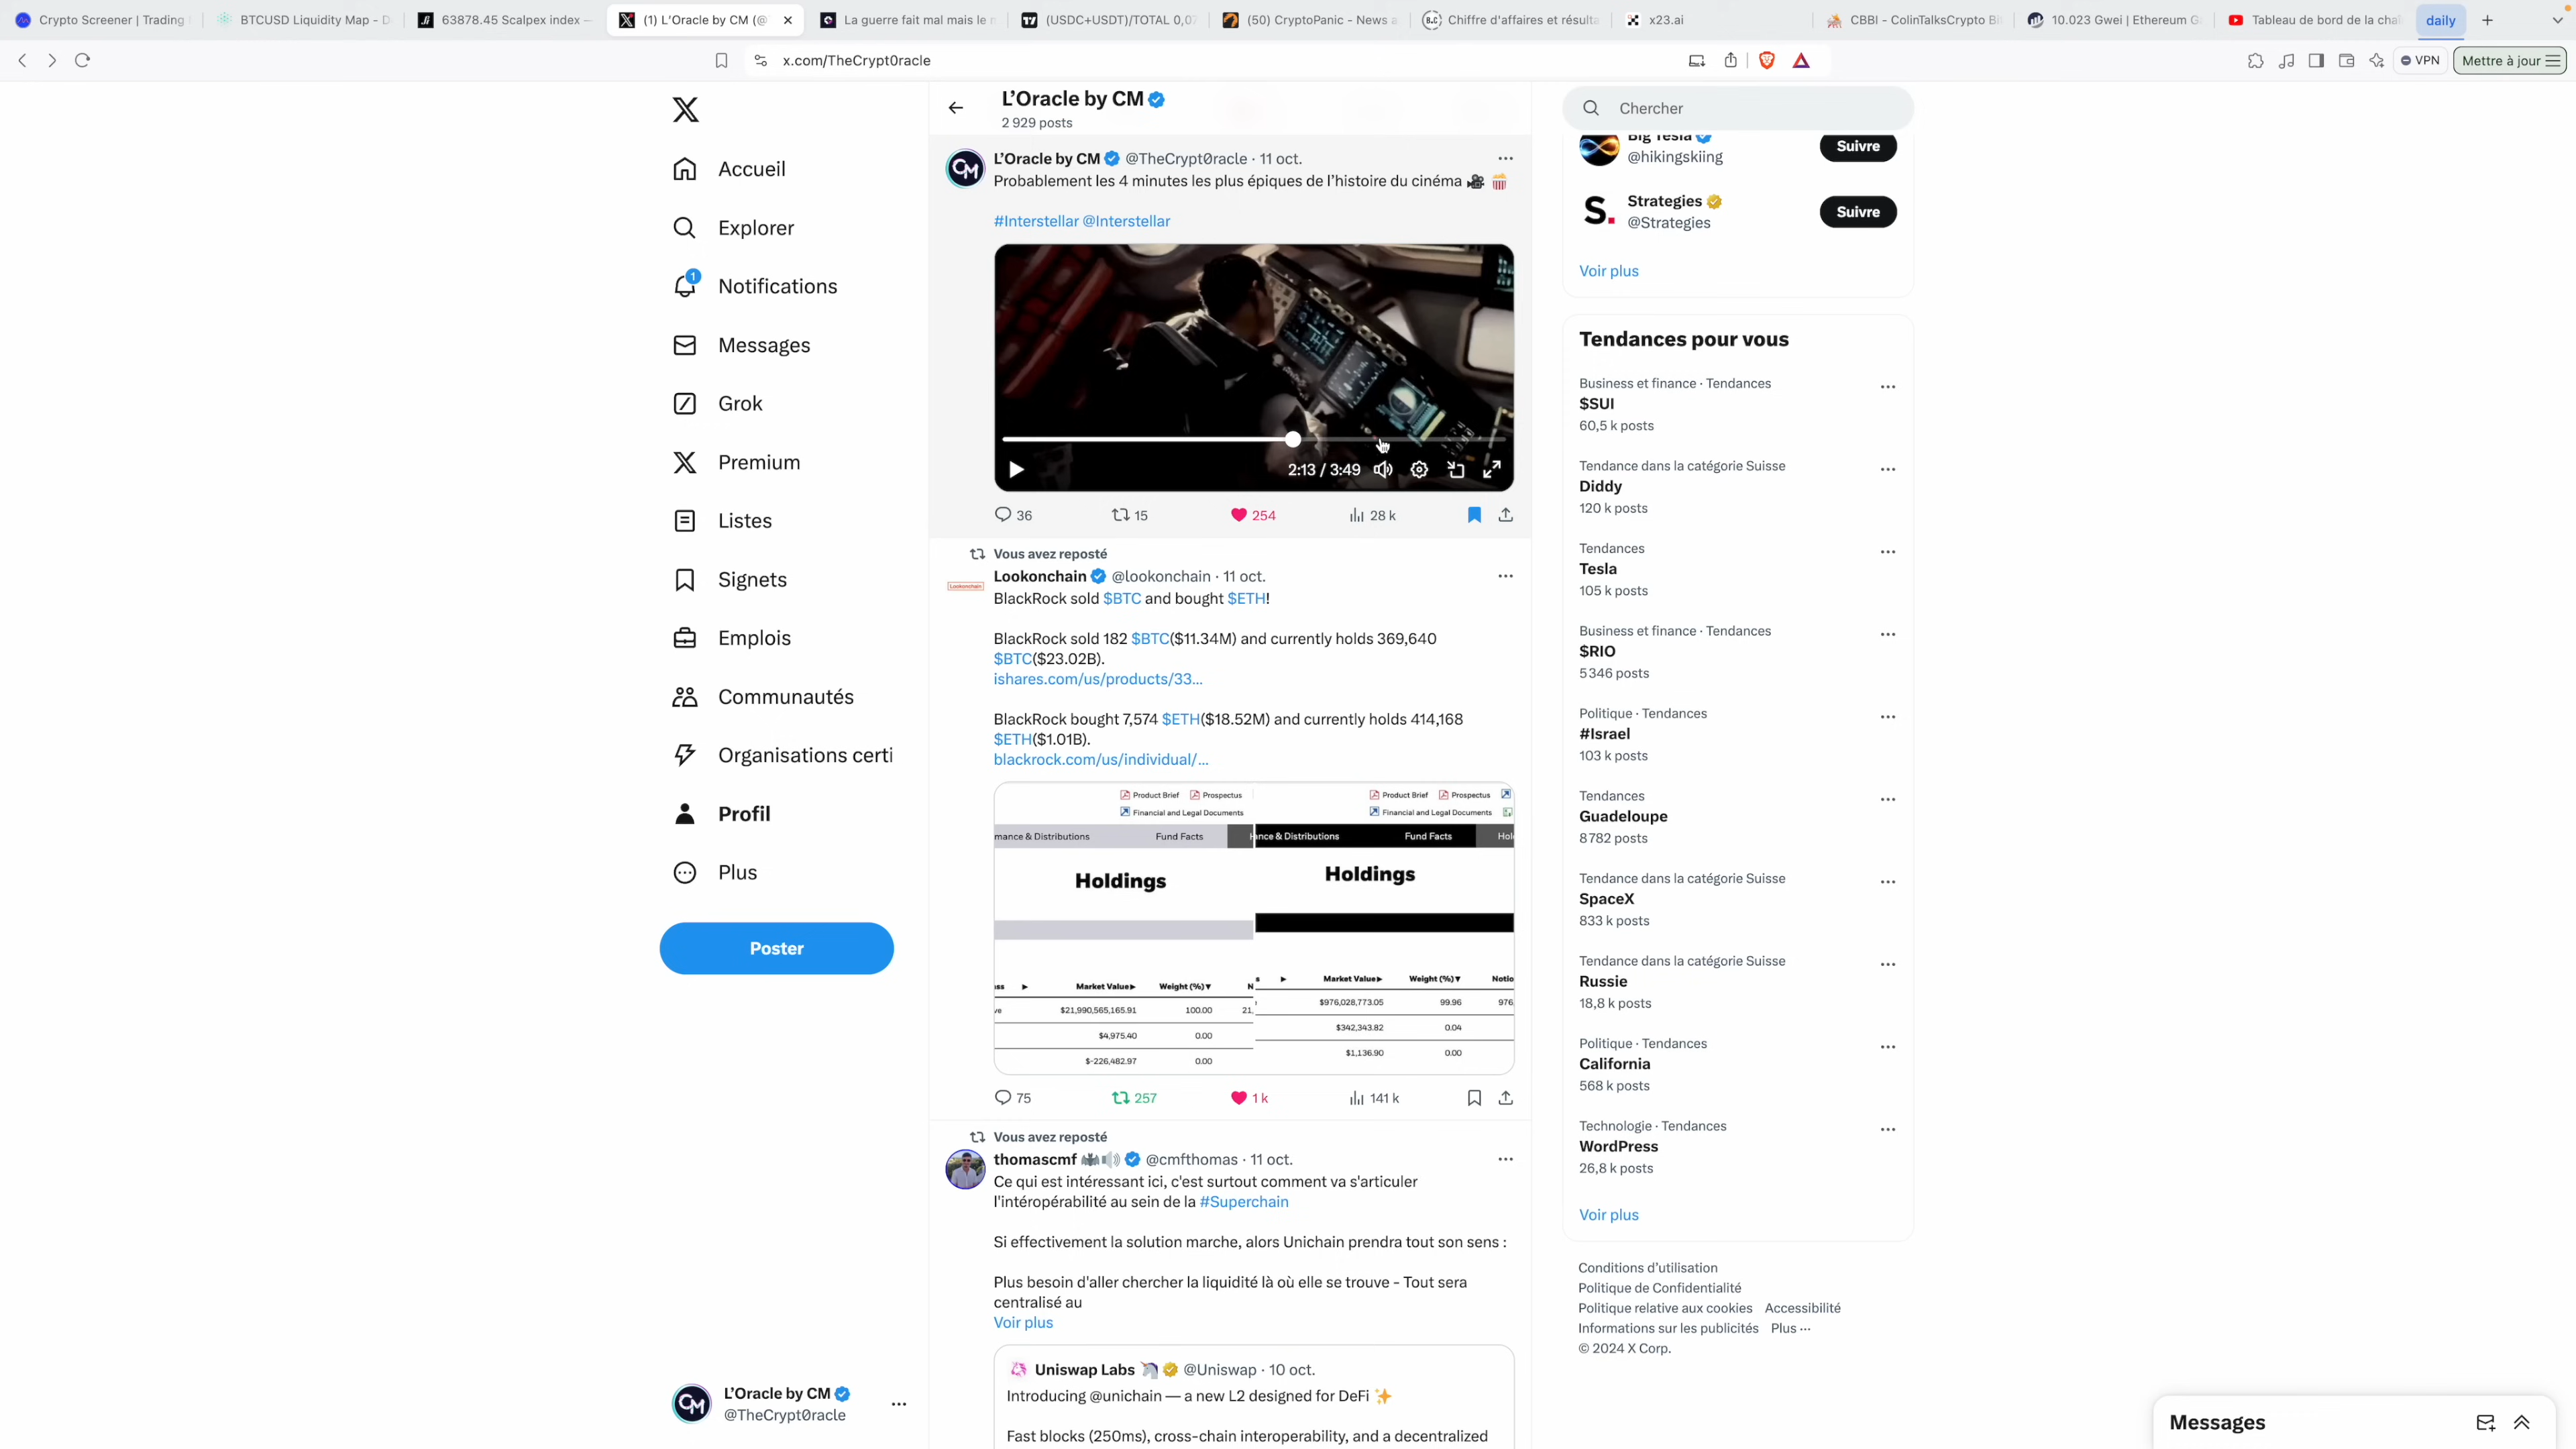 Crypto Screener | Trading
BTCUSD Liquidity Map - D
63878.45 Scalpex index —
(1) L'Oracle by CM (@
La guerre fait mal mais le
(USDC+USDT)/TOTAL 0,0
(50) CryptoPanic - News a
Chiffre d'affaires et résulta
x23.ai
CBBI - ColinTalksCrypto Bi
10.023 Gwei | Ethereum G
Tableau de bord de la chaî
daily
x.com/TheCrypt0racle
VPN
Mettre à jour
Accueil
Explorer
1
Notifications
Messages
Grok
Premium
Listes
Signets
Emplois
Communautés
Organisations certi
Profil
Plus
Poster
L'Oracle by CM
@TheCrypt0racle
L'Oracle by CM
2 929 posts
L'Oracle by CM @TheCrypt0racle · 11 oct.
Probablement les 4 minutes les plus épiques de l'histoire du cinéma 🎥 🍿
#Interstellar @Interstellar
2:13 / 3:49
36 15 254 28 k
Vous avez reposté
Lookonchain @lookonchain · 11 oct.
BlackRock sold $BTC and bought $ETH!
BlackRock sold 182 $BTC($11.34M) and currently holds 369,640
$BTC($23.02B).
ishares.com/us/products/33...
BlackRock bought 7,574 $ETH($18.52M) and currently holds 414,168
$ETH($1.01B).
blackrock.com/us/individual/...
Product Brief Prospectus
Financial and Legal Documents
mance & Distributions Fund Facts
Holdings
Market Value Weight (%)
$21,990,565,165.91 100.00 21,
$4,975.40 0.00
$-226,482.97 0.00
Product Brief Prospectus
Financial and Legal Documents
nce & Distributions Fund Facts Hol
Holdings
Market Value Weight (%) Notio
$976,028,773.05 99.96 976
$342,343.82 0.04
$1,136.90 0.00
75 257 1 k 141 k
Vous avez reposté
thomascmf 🦇🔊 @cmfthomas · 11 oct.
Ce qui est intéressant ici, c'est surtout comment va s'articuler
l'intéropérabilité au sein de la #Superchain
Si effectivement la solution marche, alors Unichain prendra tout son sens :
Plus besoin d'aller chercher la liquidité là où elle se trouve - Tout sera
centralisé au
Voir plus
Uniswap Labs 🦄 @Uniswap · 10 oct.
Introducing @unichain — a new L2 designed for DeFi ✨
Fast blocks (250ms), cross-chain interoperability, and a decentralized
Chercher
Big Tesla
@hikingskiing
Suivre
Strategies
@Strategies
Suivre
Voir plus
Tendances pour vous
Business et finance · Tendances
$SUI
60,5 k posts
Tendance dans la catégorie Suisse
Diddy
120 k posts
Tendances
Tesla
105 k posts
Business et finance · Tendances
$RIO
5 346 posts
Politique · Tendances
#Israel
103 k posts
Tendances
Guadeloupe
8 782 posts
Tendance dans la catégorie Suisse
SpaceX
833 k posts
Tendance dans la catégorie Suisse
Russie
18,8 k posts
Politique · Tendances
California
568 k posts
Technologie · Tendances
WordPress
26,8 k posts
Voir plus
Conditions d'utilisation
Politique de Confidentialité
Politique relative aux cookies Accessibilité
Informations sur les publicités Plus ···
© 2024 X Corp.
Messages